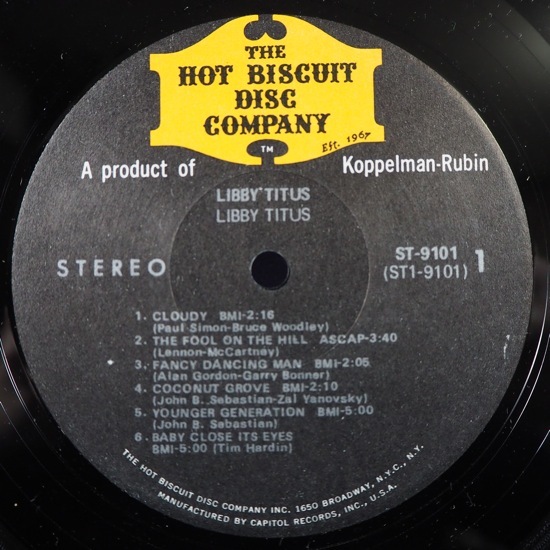 THE
HOT BISCUIT
DISC
COMPANY
Est. 1967
TM
A product of Koppelman-Rubin
LIBBY TITUS
LIBBY TITUS
STEREO
ST-9101
(ST1-9101) 1
1. CLOUDY BMI-2:16
(Paul Simon-Bruce Woodley)
2. THE FOOL ON THE HILL ASCAP-3:40
(Lennon-McCartney)
3. FANCY DANCING MAN BMI-2:05
(Alan Gordon-Garry Bonner)
4. COCONUT GROVE BMI-2:10
(John B. Sebastian-Zal Yanovsky)
5. YOUNGER GENERATION BMI-5:00
(John B. Sebastian)
6. BABY CLOSE ITS EYES
BMI-5:00 (Tim Hardin)
THE HOT BISCUIT DISC COMPANY INC. 1650 BROADWAY, N.Y.C., N.Y.
MANUFACTURED BY CAPITOL RECORDS, INC., U.S.A.